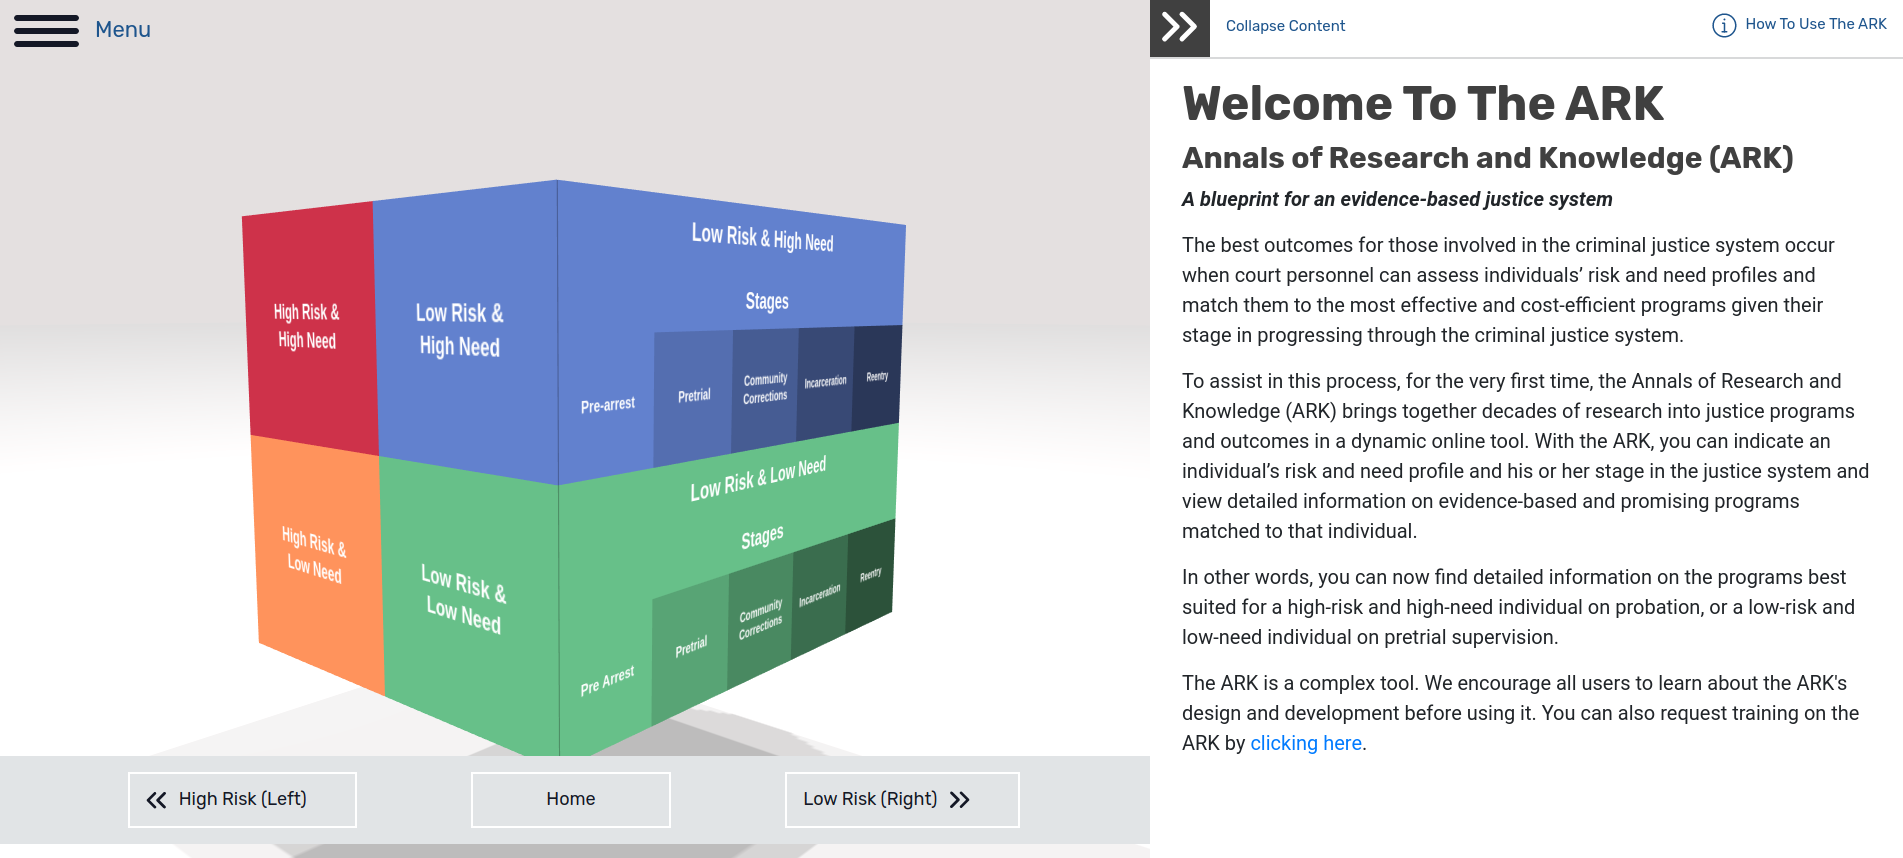 Menu
High Risk &
High Need
Low Risk &
High Need
High Risk &
Low Need
Low Risk &
Low Need
Low Risk & High Need
Stages
Pre-arrest
Pretrial
Community
Corrections
Incarceration
Reentry
Low Risk & Low Need
Stages
Pre Arrest
Pretrial
Community
Corrections
Incarceration
Reentry
High Risk (Left)
Home
Low Risk (Right)
Collapse Content
How To Use The ARK
Welcome To The ARK
Annals of Research and Knowledge (ARK)
A blueprint for an evidence-based justice system
The best outcomes for those involved in the criminal justice system occur
when court personnel can assess individuals’ risk and need profiles and
match them to the most effective and cost-efficient programs given their
stage in progressing through the criminal justice system.
To assist in this process, for the very first time, the Annals of Research and
Knowledge (ARK) brings together decades of research into justice programs
and outcomes in a dynamic online tool. With the ARK, you can indicate an
individual’s risk and need profile and his or her stage in the justice system and
view detailed information on evidence-based and promising programs
matched to that individual.
In other words, you can now find detailed information on the programs best
suited for a high-risk and high-need individual on probation, or a low-risk and
low-need individual on pretrial supervision.
The ARK is a complex tool. We encourage all users to learn about the ARK's
design and development before using it. You can also request training on the
ARK by clicking here.